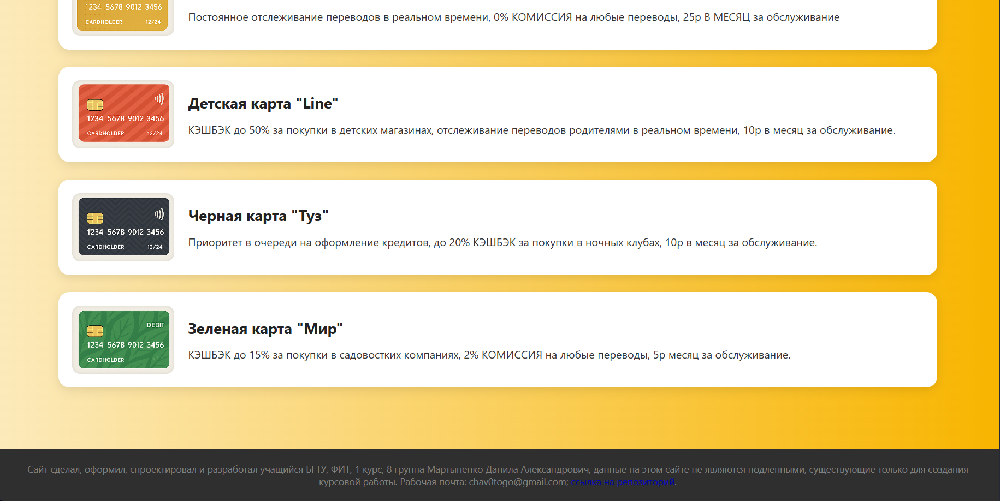 1234 5678 9012 3456
CARDHOLDER 12/24
Постоянное отслеживание переводов в реальном времени, 0% КОМИССИЯ на любые переводы, 25р В МЕСЯЦ за обслуживание
1234 5678 9012 3456
CARDHOLDER 12/24
Детская карта "Line"
КЭШБЭК до 50% за покупки в детских магазинах, отслеживание переводов родителями в реальном времени, 10р в месяц за обслуживание.
1234 5678 9012 3456
CARDHOLDER 12/24
Черная карта "Туз"
Приоритет в очереди на оформление кредитов, до 20% КЭШБЭК за покупки в ночных клубах, 10р в месяц за обслуживание.
DEBIT
1234 5678 9012 3456
CARDHOLDER
Зеленая карта "Мир"
КЭШБЭК до 15% за покупки в садовостких компаниях, 2% КОМИССИЯ на любые переводы, 5р месяц за обслуживание.
Сайт сделал, оформил, спроектировал и разработал учащийся БГТУ, ФИТ, 1 курс, 8 группа Мартыненко Данила Александрович, данные на этом сайте не являются подленными, существующие только для создания
курсовой работы. Рабочая почта: chav0togo@gmail.com; ссылка на репозиторий.